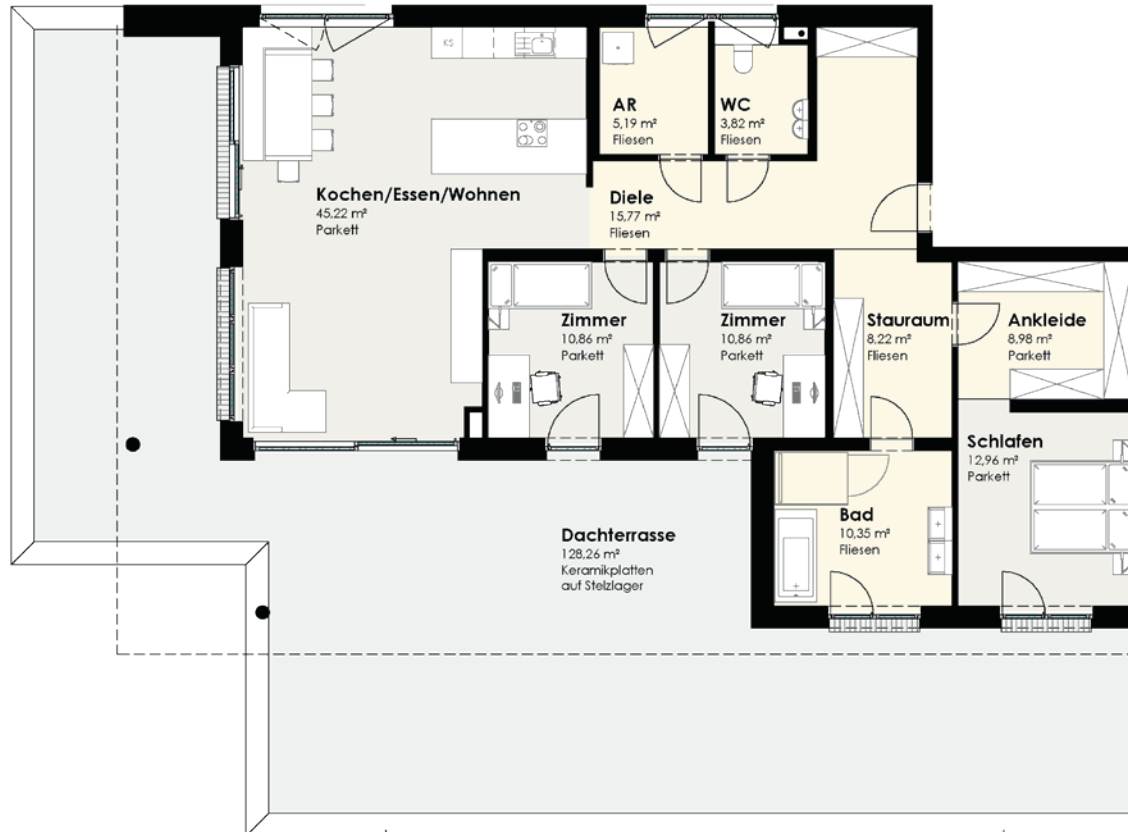 KS
AR
5,19 m²
Fliesen
WC
3,82 m²
Fliesen
Kochen/Essen/Wohnen
45,22 m²
Parkett
Diele
15,77 m²
Fliesen
Zimmer
10,86 m²
Parkett
Zimmer
10,86 m²
Parkett
Stauraum
8,22 m²
Fliesen
Ankleide
8,98 m²
Parkett
Schlafen
12,96 m²
Parkett
Bad
10,35 m²
Fliesen
Dachterrasse
128,26 m²
Keramikplatten
auf Stelzlager